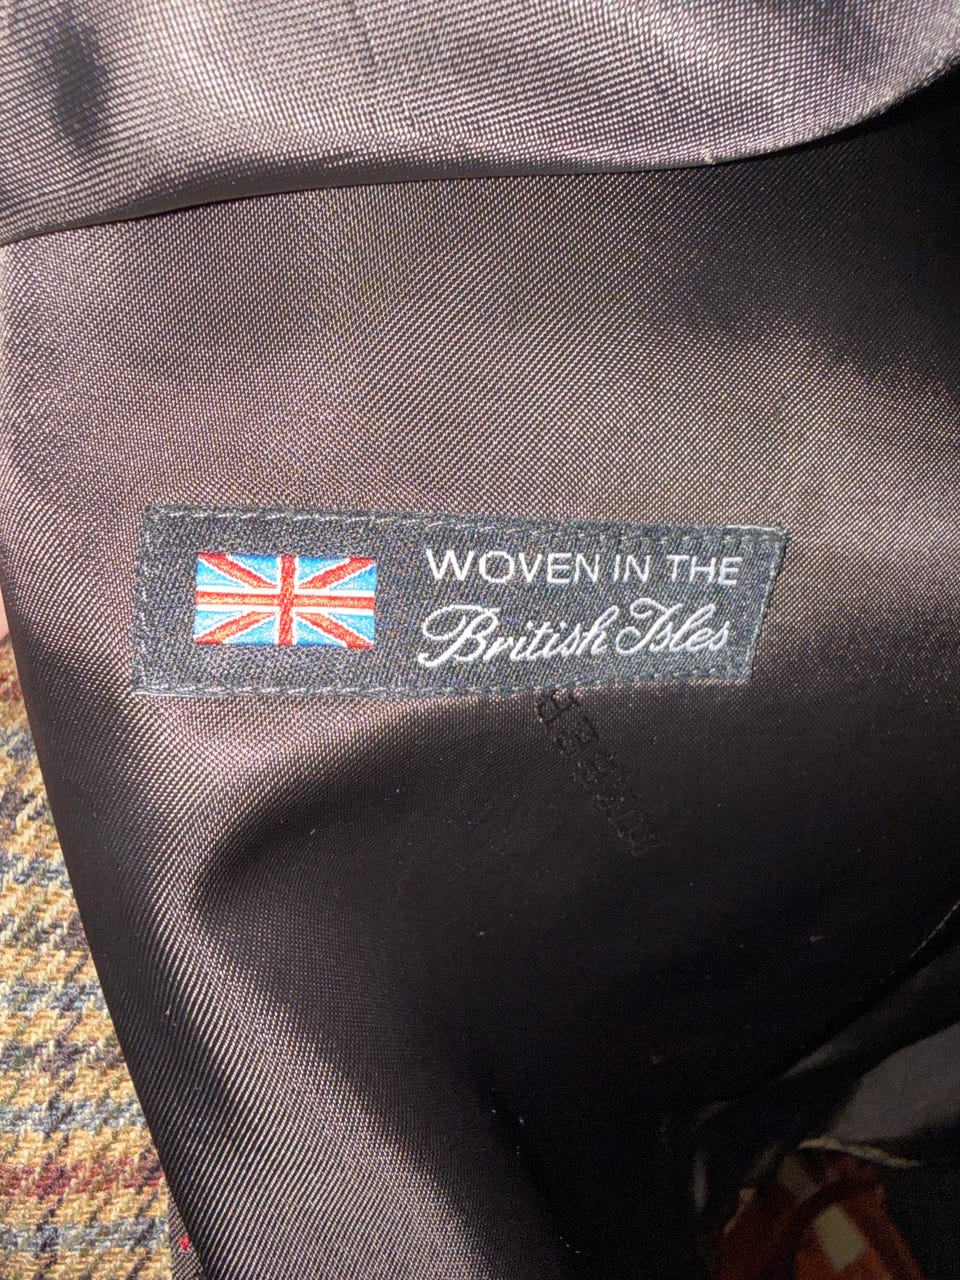 WOVEN IN THE
British Isles